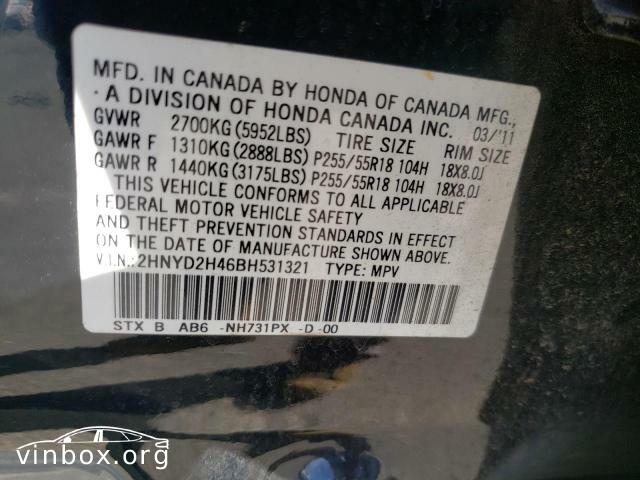 MFD. IN CANADA BY HONDA OF CANADA MFG.,
A DIVISION OF HONDA CANADA INC. 03/'11
GVWR 2700KG(5952LBS) TIRE SIZE RIM SIZE
GAWR F 1310KG(2888LBS) P255/55R18 104H 18X8.0J
GAWR R 1440KG(3175LBS) P255/55R18 104H 18X8.0J
THIS VEHICLE CONFORMS TO ALL APPLICABLE
FEDERAL MOTOR VEHICLE SAFETY
AND THEFT PREVENTION STANDARDS IN EFFECT
ON THE DATE OF MANUFACTURE SHOWN ABOVE.
V.I.N.:2HNYD2H46BH531321 TYPE: MPV
STX B AB6 -NH731PX -D-00
vinbox.org